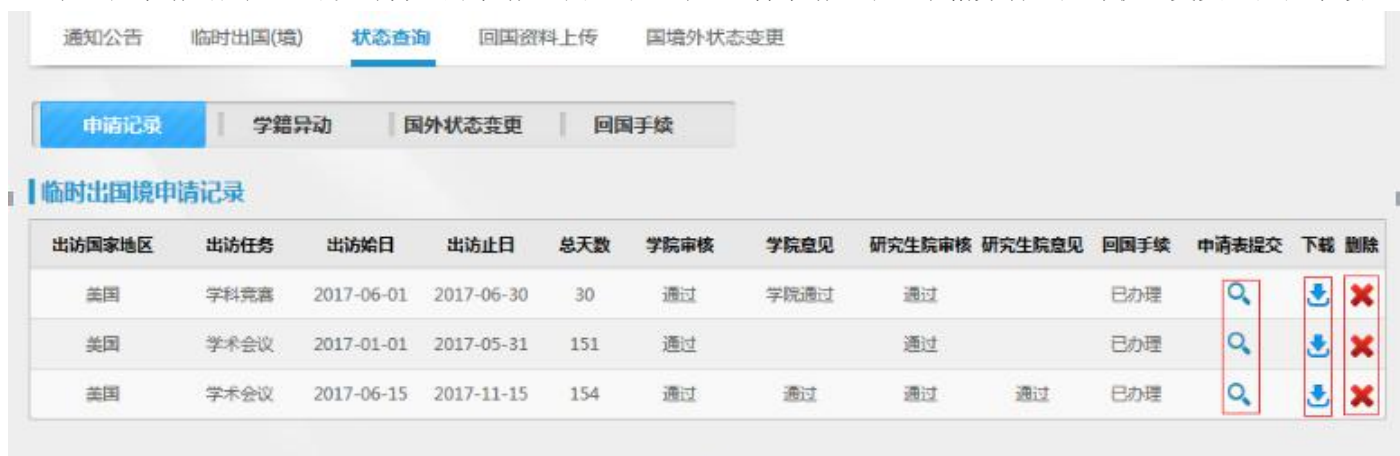 通知公告 临时出国(境) 状态查询 回国资料上传 国境外状态变更
申请记录 学籍异动 国外状态变更 回国手续
临时出国境申请记录
出访国家地区 出访任务 出访始日 出访止日 总天数 学院审核 学院意见 研究生院审核 研究生院意见 回国手续 申请表提交 下载 删除
美国 学科竞赛 2017-06-01 2017-06-30 30 通过 学院通过 通过 已办理
美国 学术会议 2017-01-01 2017-05-31 151 通过 通过 已办理
美国 学术会议 2017-06-15 2017-11-15 154 通过 通过 通过 通过 已办理